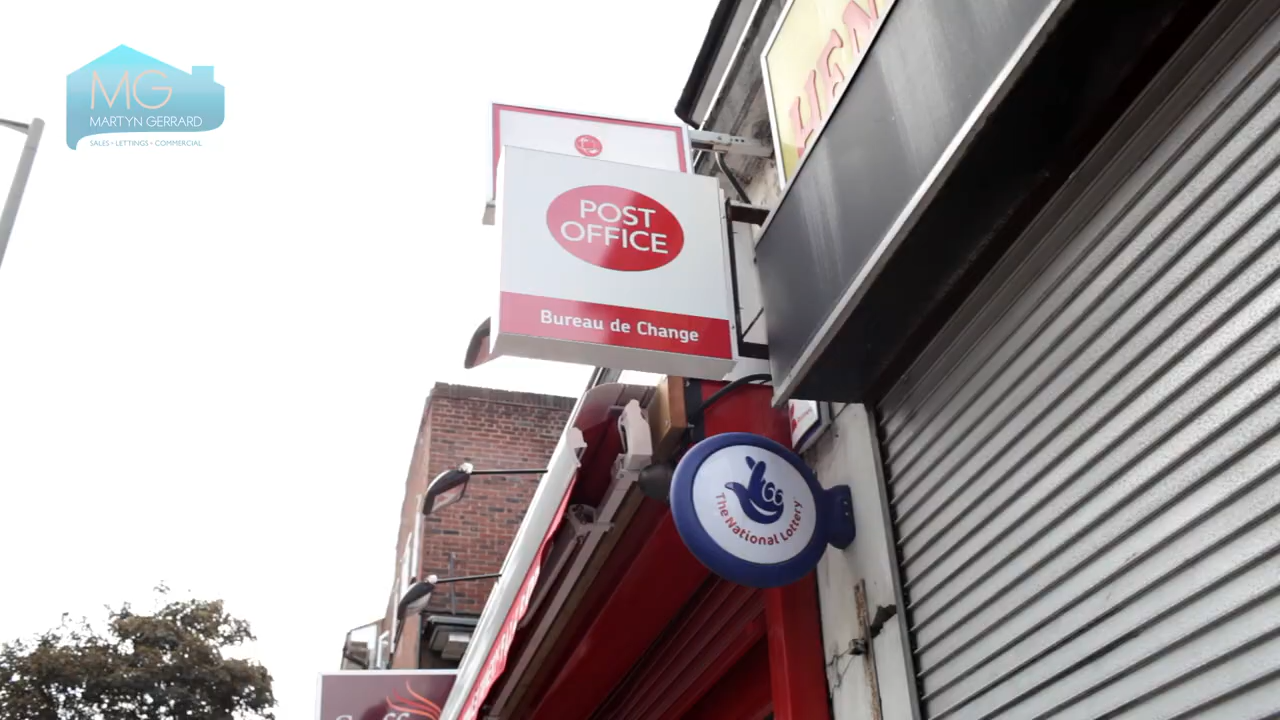 MG
MARTYN GERRARD
SALES • LETTINGS • COMMERCIAL
POST
OFFICE
Bureau de Change
The National Lottery